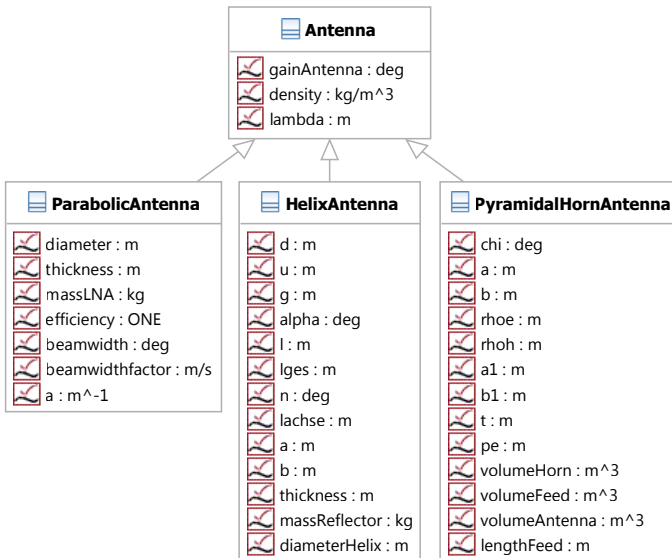 Antenna
gainAntenna : deg
density : kg/m^3
lambda : m
ParabolicAntenna
diameter : m
thickness : m
massLNA : kg
efficiency : ONE
beamwidth : deg
beamwidthfactor : m/s
a : m^-1
HelixAntenna
d : m
u : m
g : m
alpha : deg
l : m
lges : m
n : deg
lachse : m
a : m
b : m
thickness : m
massReflector : kg
diameterHelix : m
PyramidalHornAntenna
chi : deg
a : m
b : m
rhoe : m
rhoh : m
a1 : m
b1 : m
t : m
pe : m
volumeHorn : m^3
volumeFeed : m^3
volumeAntenna : m^3
lengthFeed : m